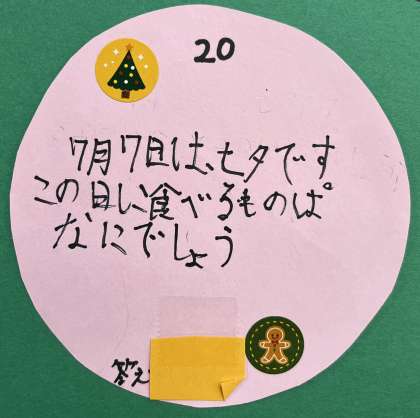 20
7月7日は、七夕です
この日に食べるものは゜
なにでしょう
答え